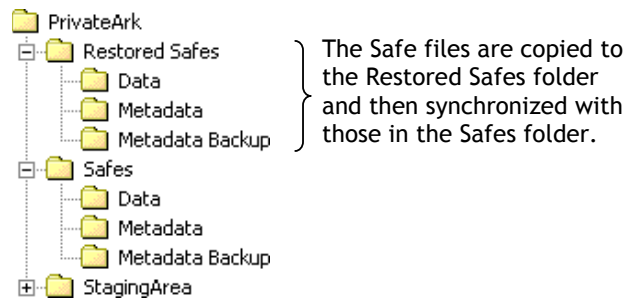 PrivateArk
Restored Safes
Data
Metadata
Metadata Backup
The Safe files are copied to
the Restored Safes folder
and then synchronized with
those in the Safes folder.
Safes
Data
Metadata
Metadata Backup
StagingArea